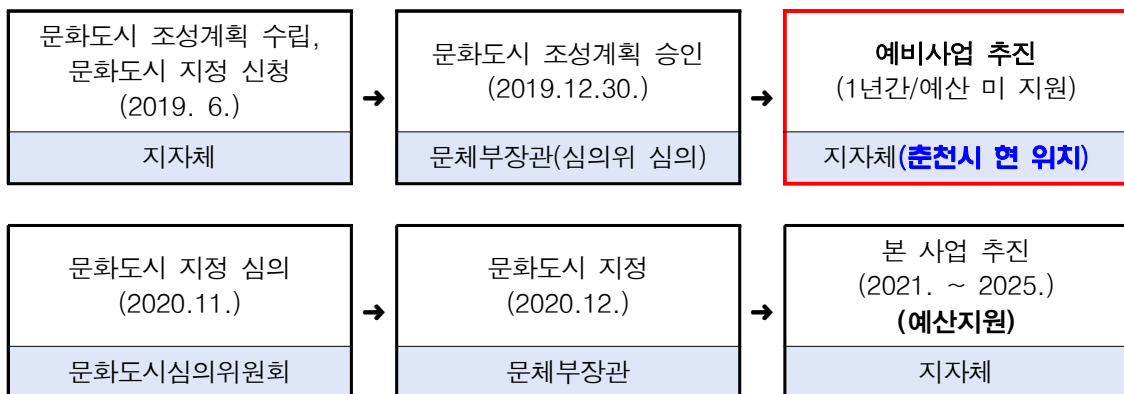 문화도시 조성계획 수립,
문화도시 지정 신청
(2019. 6.)
지자체
➜
문화도시 조성계획 승인
(2019.12.30.)
문체부장관(심의위 심의)
➜
예비사업 추진
(1년간/예산 미 지원)
지자체(춘천시 현 위치)
문화도시 지정 심의
(2020.11.)
문화도시심의위원회
➜
문화도시 지정
(2020.12.)
문체부장관
➜
본 사업 추진
(2021. ~ 2025.)
(예산지원)
지자체